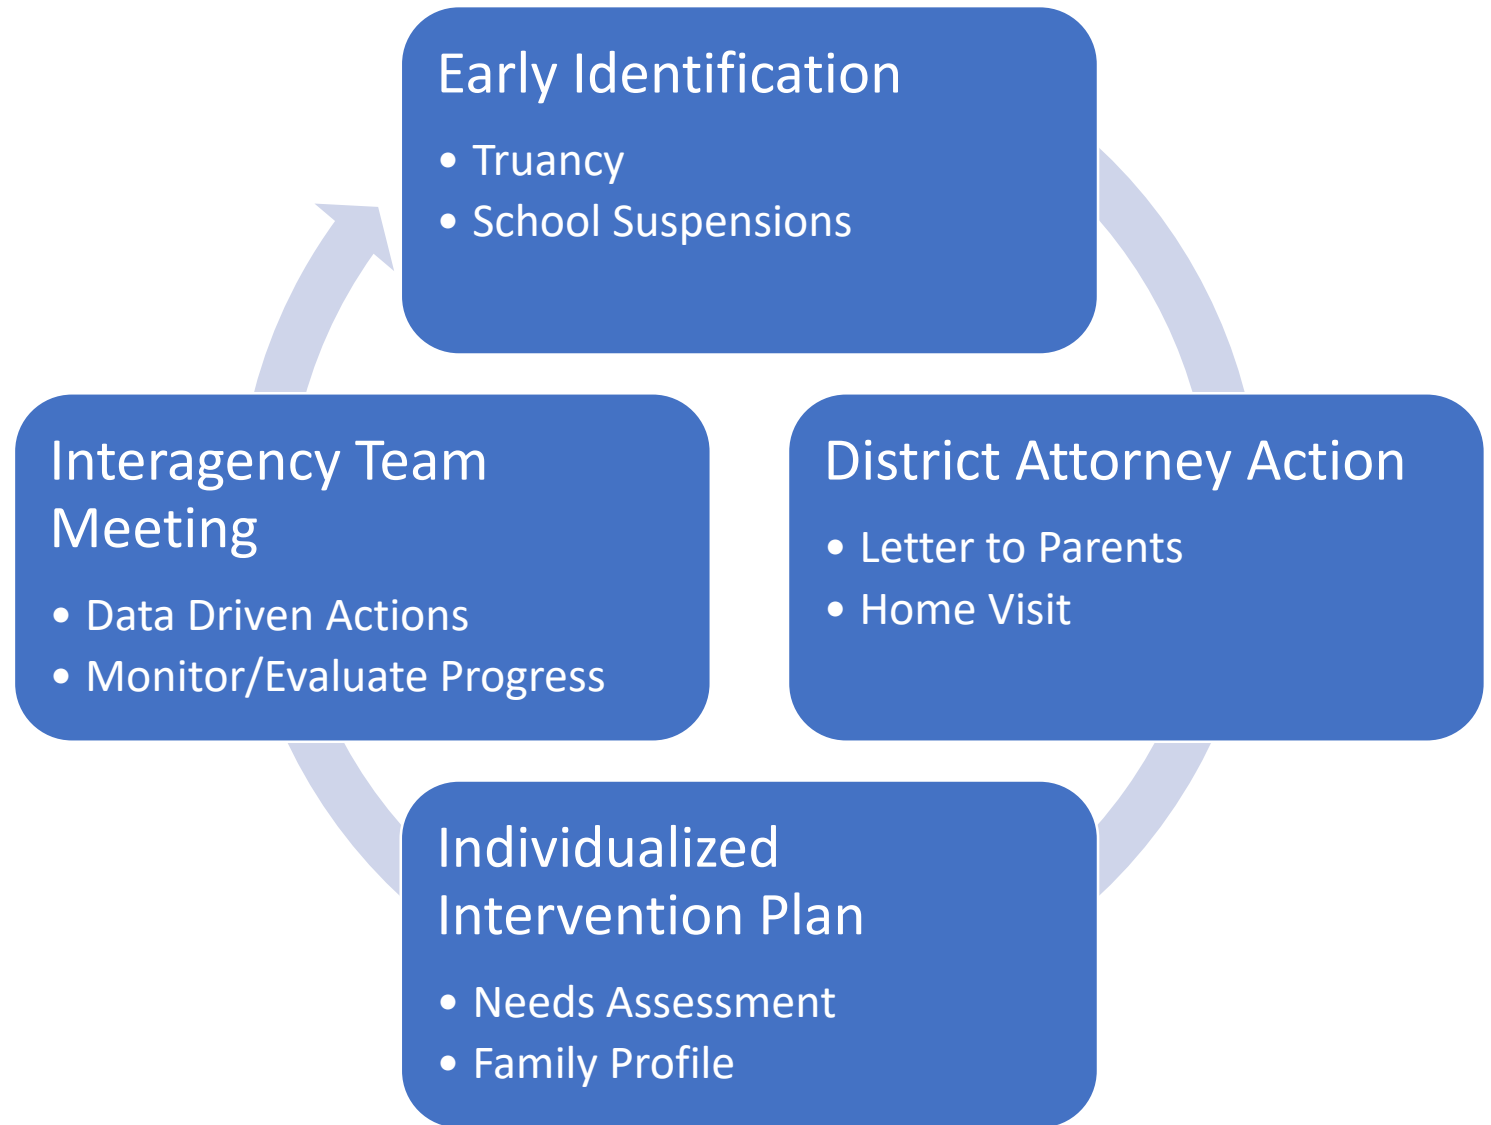 Early Identification
• Truancy
• School Suspensions
District Attorney Action
• Letter to Parents
• Home Visit
Individualized
Intervention Plan
• Needs Assessment
• Family Profile
Interagency Team
Meeting
• Data Driven Actions
• Monitor/Evaluate Progress